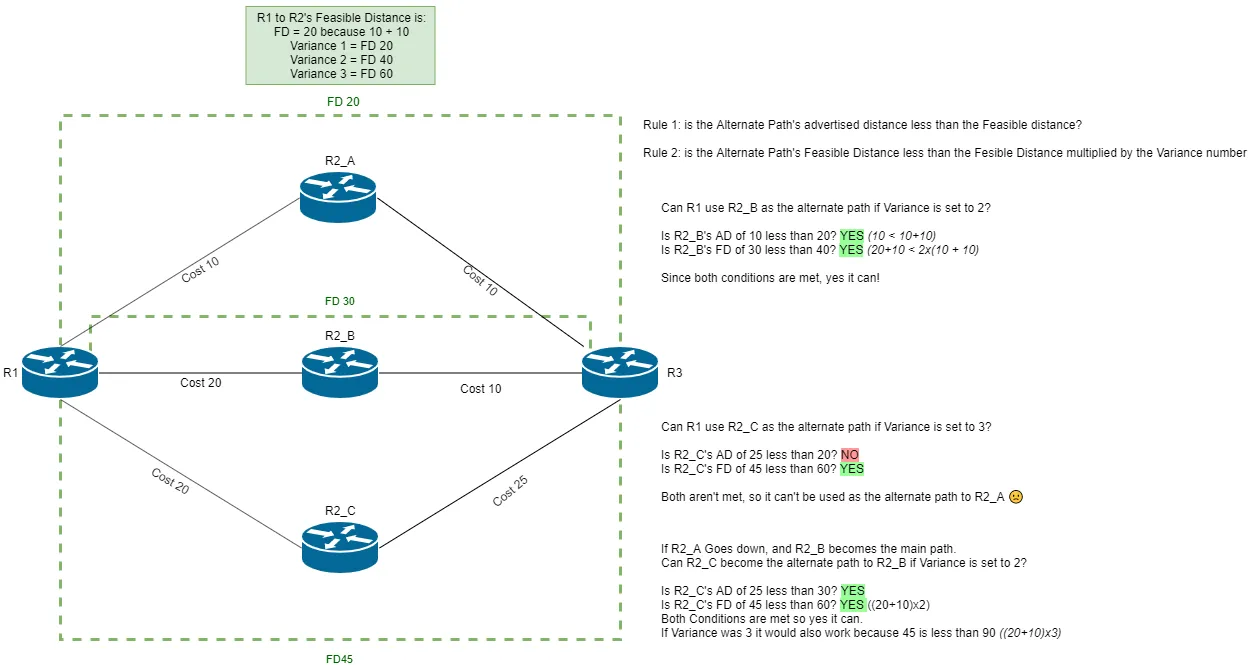 R1 to R2's Feasible Distance is:
FD = 20 because 10 + 10
Variance 1 = FD 20
Variance 2 = FD 40
Variance 3 = FD 60
FD 20
Rule 1: is the Alternate Path's advertised distance less than the Feasible distance?
Rule 2: is the Alternate Path's Feasible Distance less than the Fesible Distance multiplied by the Variance number
R2_A
Cost 10
Cost 10
Can R1 use R2_B as the alternate path if Variance is set to 2?
Is R2_B's AD of 10 less than 20? YES (10 < 10+10)
Is R2_B's FD of 30 less than 40? YES (20+10 < 2x(10 + 10)
Since both conditions are met, yes it can!
FD 30
R2_B
R1
Cost 20
Cost 10
R3
Cost 20
Cost 25
R2_C
Can R1 use R2_C as the alternate path if Variance is set to 3?
Is R2_C's AD of 25 less than 20? NO
Is R2_C's FD of 45 less than 60? YES
Both aren't met, so it can't be used as the alternate path to R2_A 😕
If R2_A Goes down, and R2_B becomes the main path.
Can R2_C become the alternate path to R2_B if Variance is set to 2?
Is R2_C's AD of 25 less than 30? YES
Is R2_C's FD of 45 less than 60? YES ((20+10)x2)
Both Conditions are met so yes it can.
If Variance was 3 it would also work because 45 is less than 90 ((20+10)x3)
FD45